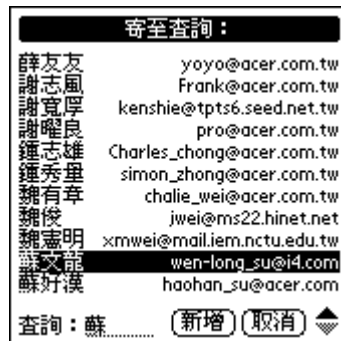 寄至查詢：
薛友友 yoyo@acer.com.tw
謝志風 Frank@acer.com.tw
謝寬厚 kenshie@tpts6.seed.net.tw
謝曜良 pro@acer.com.tw
鍾志雄 Charles_chong@acer.com.tw
鍾秀量 simon_zhong@acer.com.tw
魏有章 chalie_wei@acer.com.tw
魏俊 jwei@ms22.hinet.net
魏憲明 xmwei@mail.iem.nctu.edu.tw
蘇文龍 wen-long_su@i4.com
蘇好漢 haohan_su@acer.com
查詢：蘇 新增 取消